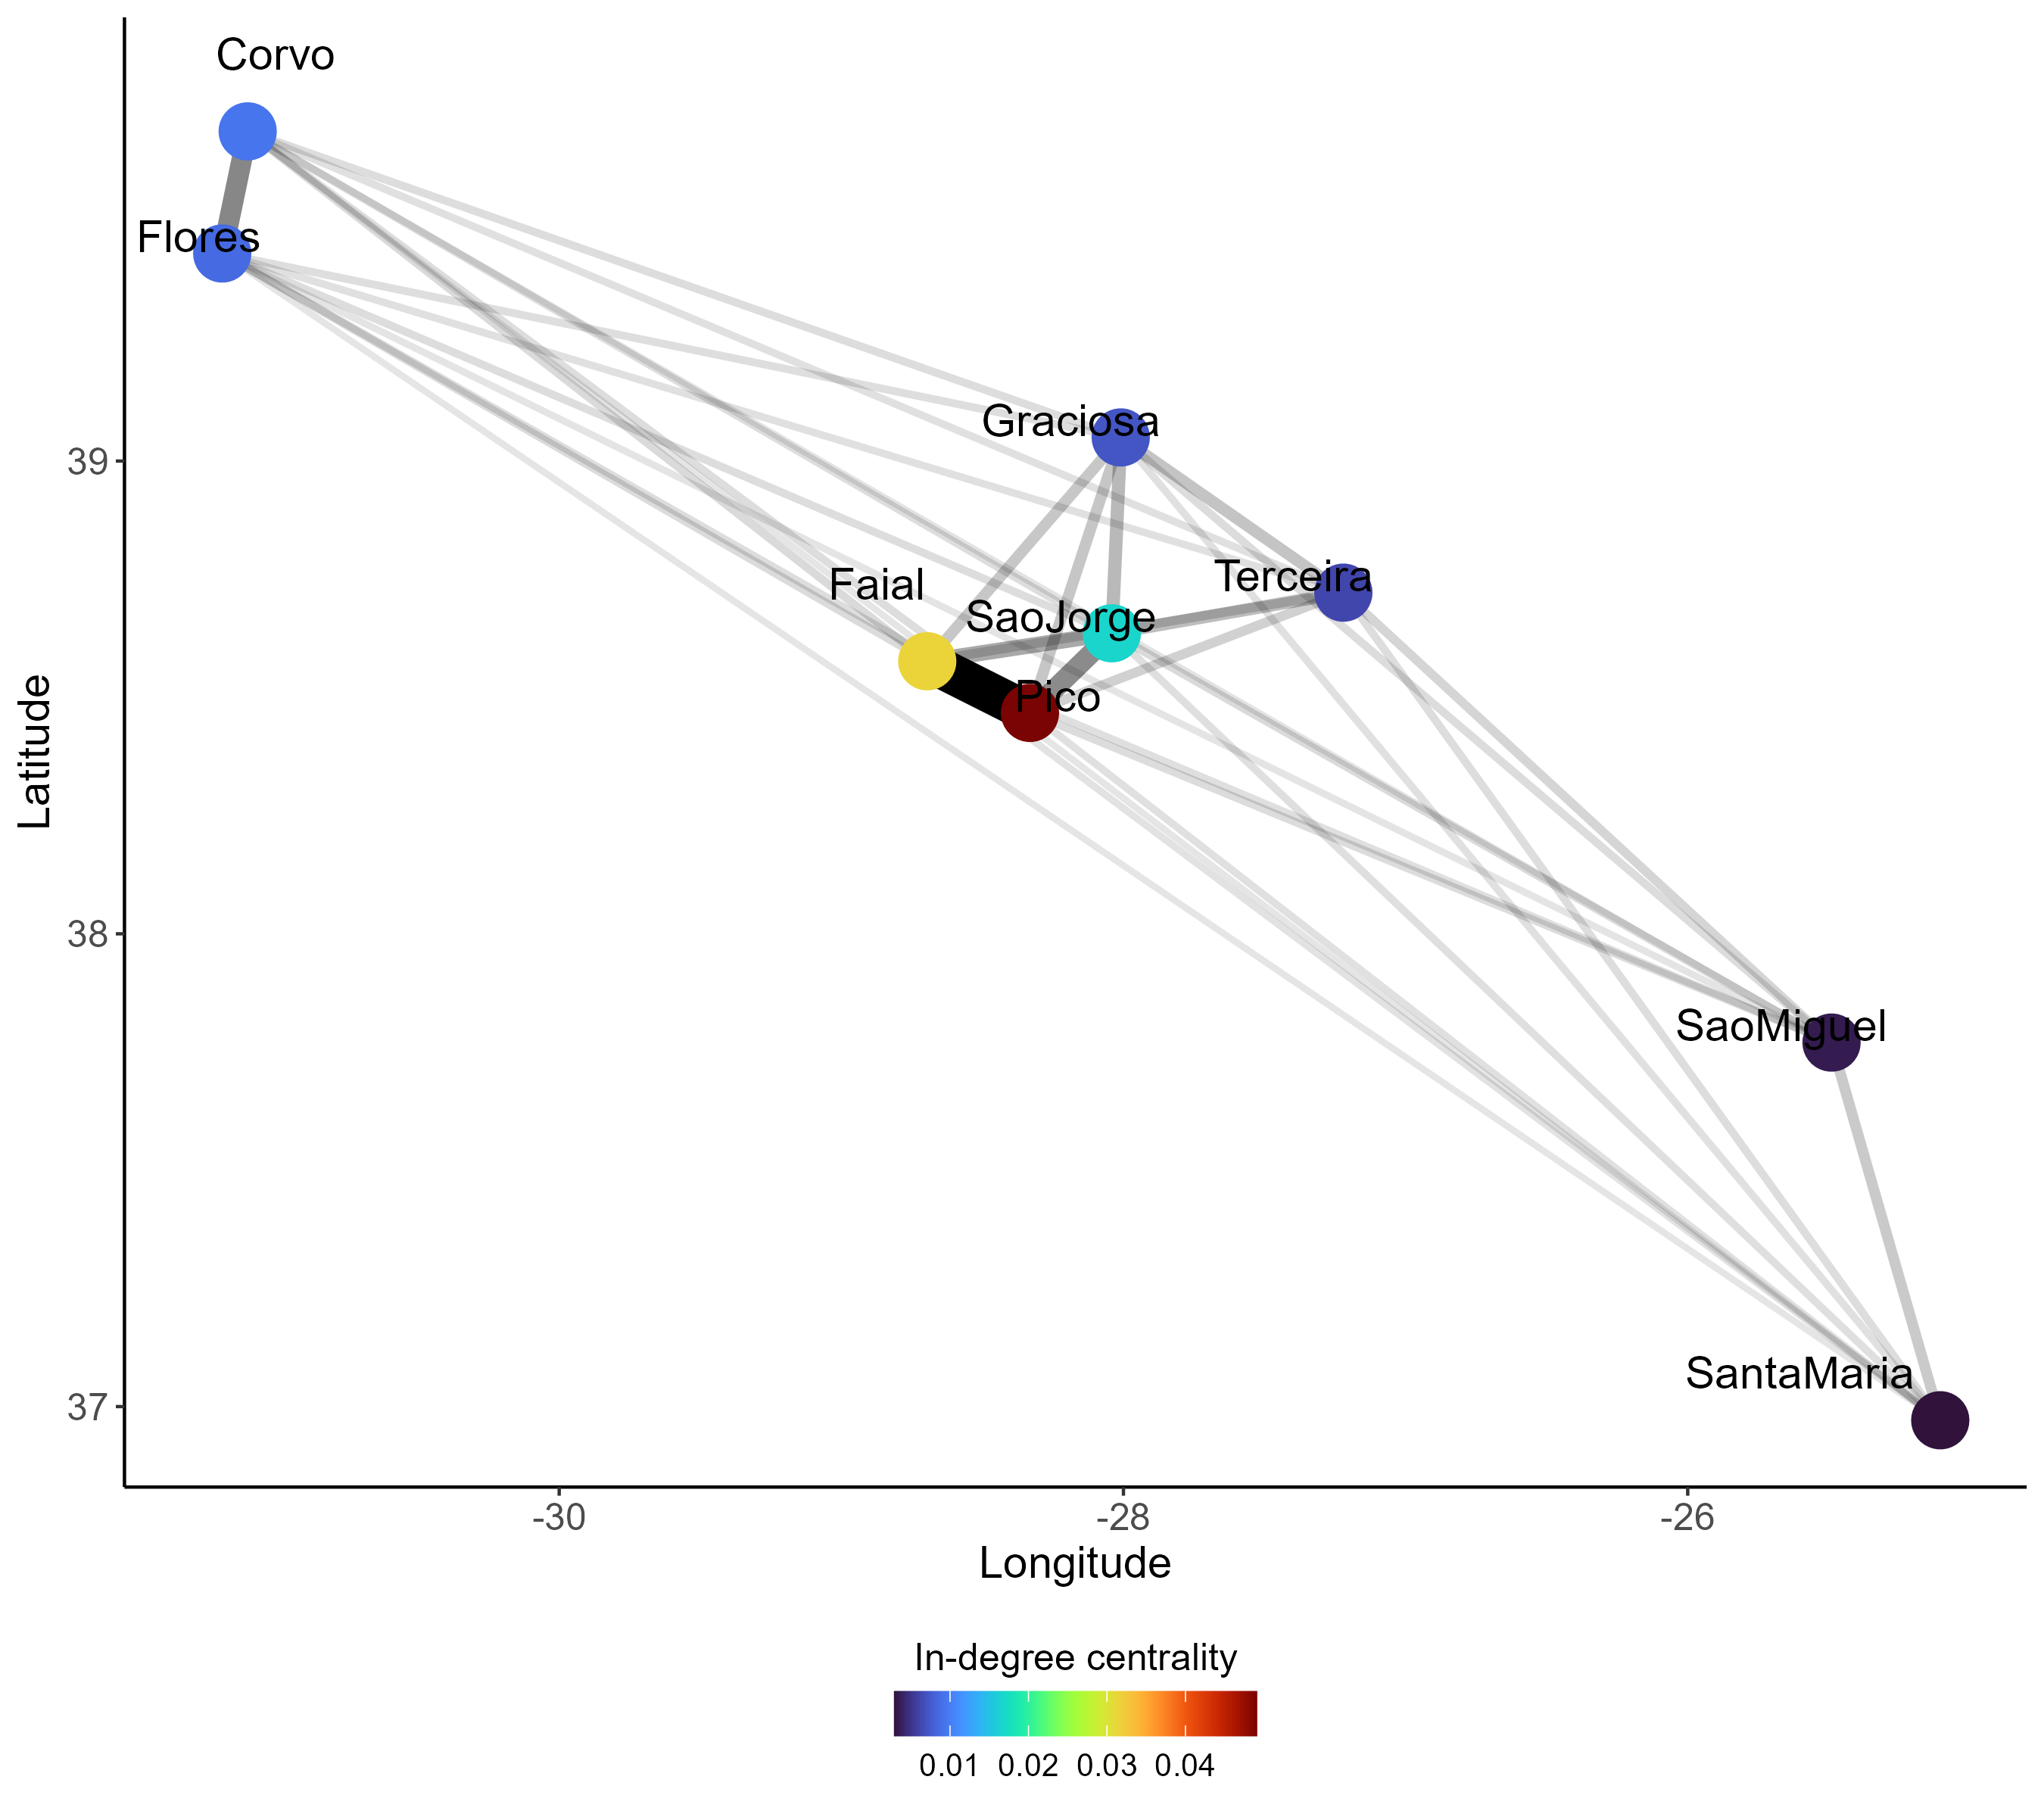 Corvo
Flores
Graciosa
Terceira
Faial
SaoJorge
Pico
SaoMiguel
SantaMaria
39
38
37
Latitude
-30 -28 -26
Longitude
In-degree centrality
0.01 0.02 0.03 0.04